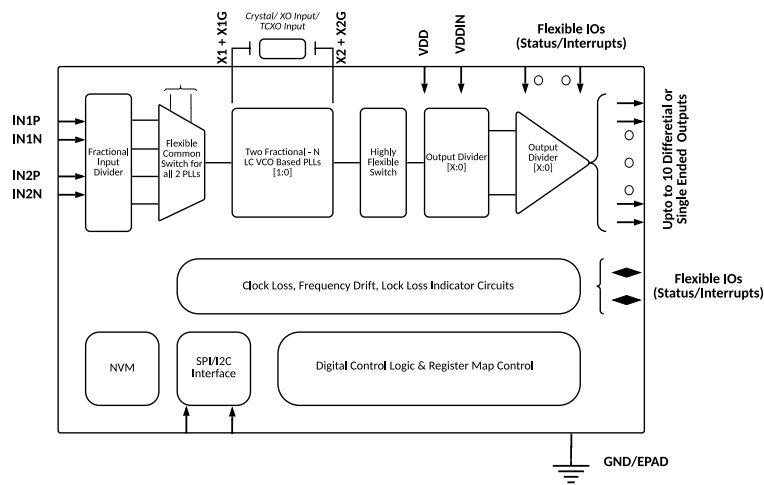 Crystal/ XO Input/
TCXO Input
X1 + X1G
X2 + X2G
VDD
VDDIN
Flexible IOs
(Status/Interrupts)
IN1P
IN1N
IN2P
IN2N
Fractional
Input
Divider
Flexible
Common
Switch for
all 2 PLLs
Two Fractional - N
LC VCO Based PLLs
[1:0]
Highly
Flexible
Switch
Output Divider
[X:0]
Output
Divider
[X:0]
Upto to 10 Differetial or
Single Ended Outputs
Clock Loss, Frequency Drift, Lock Loss Indicator Circuits
Flexible IOs
(Status/Interrupts)
NVM
SPI/I2C
Interface
Digital Control Logic & Register Map Control
GND/EPAD